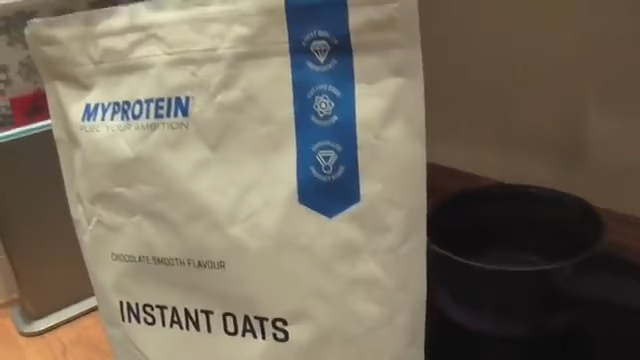 MYPROTEIN
FUEL YOUR AMBITION
CHOCOLATE SMOOTH FLAVOUR
INSTANT OATS